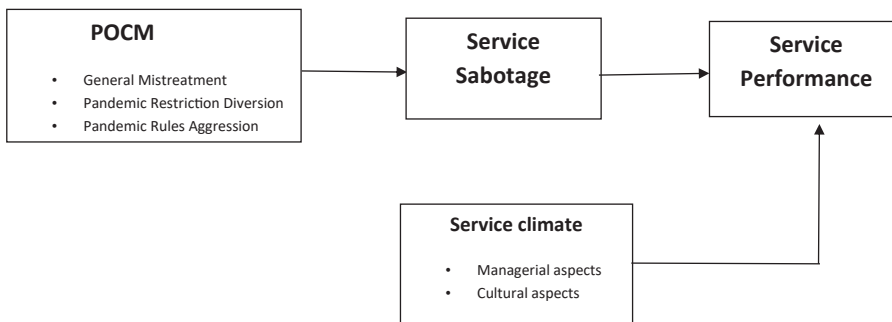 POCM
• General Mistreatment
• Pandemic Restriction Diversion
• Pandemic Rules Aggression
Service
Sabotage
Service
Performance
Service climate
• Managerial aspects
• Cultural aspects